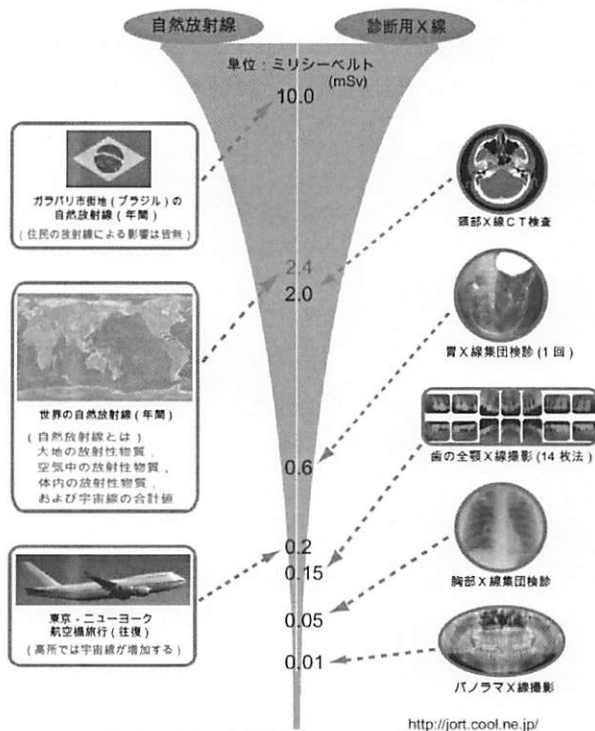 自然放射線
診断用X線
単位：ミリシーベルト
(mSv)
10.0
ガラパリ市街地(ブラジル)の
自然放射線(年間)
(住民の放射線による影響は皆無)
頭部X線CT検査
2.4
2.0
胃X線集団検診(1回)
世界の自然放射線(年間)
(自然放射線とは)
大地の放射性物質、
空気中の放射性物質、
体内の放射性物質、
および宇宙線の合計値
歯の全顎X線撮影(14枚法)
0.6
0.2
0.15
東京-ニューヨーク
航空機旅行(往復)
(高所では宇宙線が増加する)
胸部X線集団検診
0.05
0.01
パノラマX線撮影
http://jort.cool.ne.jp/